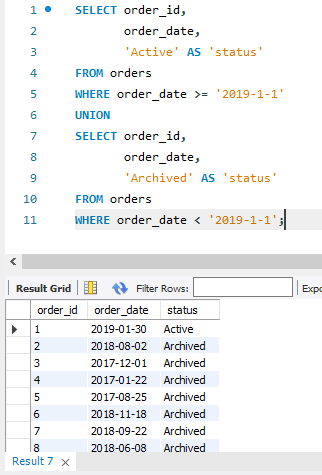 1 SELECT order_id,
2 order_date,
3 'Active' AS 'status'
4 FROM orders
5 WHERE order_date >= '2019-1-1'
6 UNION
7 SELECT order_id,
8 order_date,
9 'Archived' AS 'status'
10 FROM orders
11 WHERE order_date < '2019-1-1';
Result Grid Filter Rows: Expo
order_id order_date status
1 2019-01-30 Active
2 2018-08-02 Archived
3 2017-12-01 Archived
4 2017-01-22 Archived
5 2017-08-25 Archived
6 2018-11-18 Archived
7 2018-09-22 Archived
8 2018-06-08 Archived
Result 7 ×